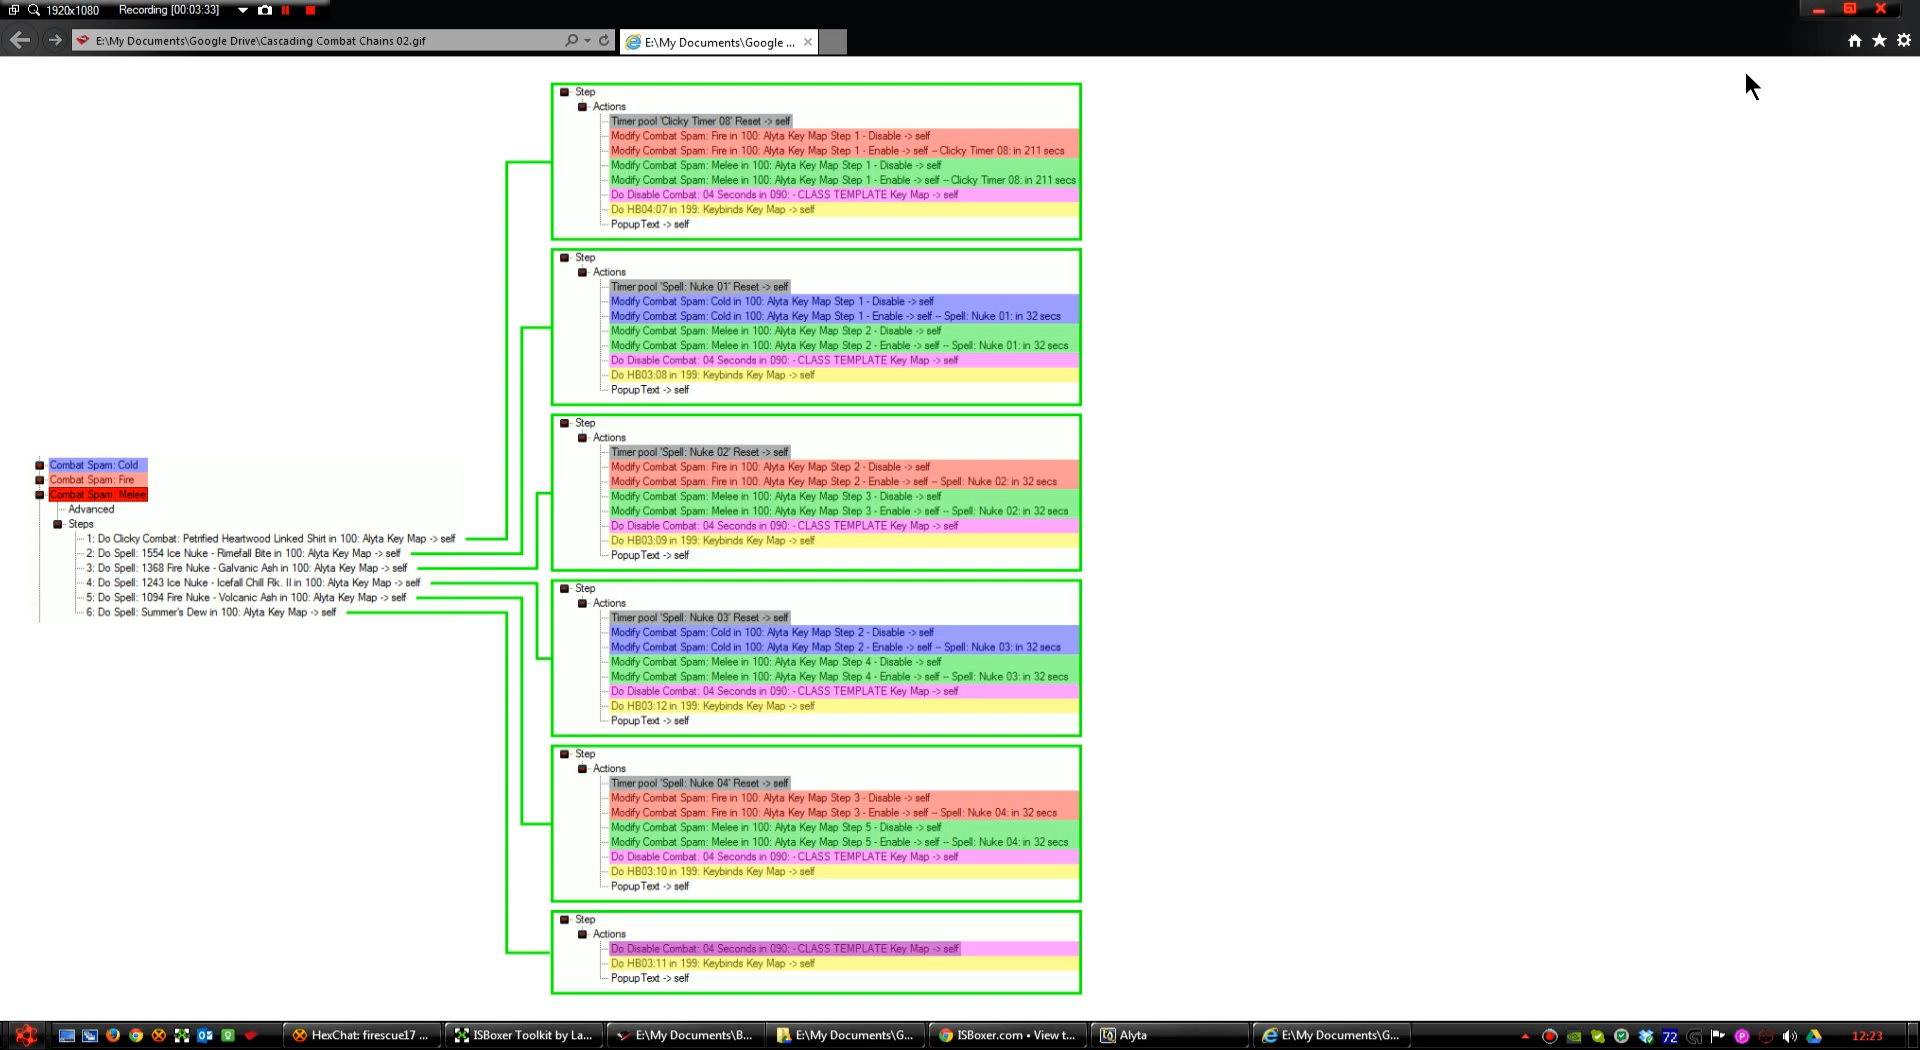 1920x1080 Recording [00:03:33]
E:\My Documents\Google Drive\Cascading Combat Chains 02.gif
E:\My Documents\Google ...
Combat Spam: Cold
Combat Spam: Fire
Combat Spam: Melee
Advanced
Steps
1: Do Clicky Combat: Petrified Heartwood Linked Shirt in 100: Alyta Key Map -> self
2: Do Spell: 1554 Ice Nuke - Rimefall Bite in 100: Alyta Key Map -> self
3: Do Spell: 1368 Fire Nuke - Galvanic Ash in 100: Alyta Key Map -> self
4: Do Spell: 1243 Ice Nuke - Icefall Chill Rk. II in 100: Alyta Key Map -> self
5: Do Spell: 1094 Fire Nuke - Volcanic Ash in 100: Alyta Key Map -> self
6: Do Spell: Summer's Dew in 100: Alyta Key Map -> self
Step
Actions
Timer pool 'Clicky Timer 08' Reset -> self
Modify Combat Spam: Fire in 100: Alyta Key Map Step 1 - Disable -> self
Modify Combat Spam: Fire in 100: Alyta Key Map Step 1 - Enable -> self -- Clicky Timer 08: in 211 secs
Modify Combat Spam: Melee in 100: Alyta Key Map Step 1 - Disable -> self
Modify Combat Spam: Melee in 100: Alyta Key Map Step 1 - Enable -> self -- Clicky Timer 08: in 211 secs
Do Disable Combat: 04 Seconds in 090: - CLASS TEMPLATE Key Map -> self
Do HB04:07 in 199: Keybinds Key Map -> self
PopupText -> self
Step
Actions
Timer pool 'Spell: Nuke 01' Reset -> self
Modify Combat Spam: Cold in 100: Alyta Key Map Step 1 - Disable -> self
Modify Combat Spam: Cold in 100: Alyta Key Map Step 1 - Enable -> self -- Spell: Nuke 01: in 32 secs
Modify Combat Spam: Melee in 100: Alyta Key Map Step 2 - Disable -> self
Modify Combat Spam: Melee in 100: Alyta Key Map Step 2 - Enable -> self -- Spell: Nuke 01: in 32 secs
Do Disable Combat: 04 Seconds in 090: - CLASS TEMPLATE Key Map -> self
Do HB03:08 in 199: Keybinds Key Map -> self
PopupText -> self
Step
Actions
Timer pool 'Spell: Nuke 02' Reset -> self
Modify Combat Spam: Fire in 100: Alyta Key Map Step 2 - Disable -> self
Modify Combat Spam: Fire in 100: Alyta Key Map Step 2 - Enable -> self -- Spell: Nuke 02: in 32 secs
Modify Combat Spam: Melee in 100: Alyta Key Map Step 3 - Disable -> self
Modify Combat Spam: Melee in 100: Alyta Key Map Step 3 - Enable -> self -- Spell: Nuke 02: in 32 secs
Do Disable Combat: 04 Seconds in 090: - CLASS TEMPLATE Key Map -> self
Do HB03:09 in 199: Keybinds Key Map -> self
PopupText -> self
Step
Actions
Timer pool 'Spell: Nuke 03' Reset -> self
Modify Combat Spam: Cold in 100: Alyta Key Map Step 2 - Disable -> self
Modify Combat Spam: Cold in 100: Alyta Key Map Step 2 - Enable -> self -- Spell: Nuke 03: in 32 secs
Modify Combat Spam: Melee in 100: Alyta Key Map Step 4 - Disable -> self
Modify Combat Spam: Melee in 100: Alyta Key Map Step 4 - Enable -> self -- Spell: Nuke 03: in 32 secs
Do Disable Combat: 04 Seconds in 090: - CLASS TEMPLATE Key Map -> self
Do HB03:12 in 199: Keybinds Key Map -> self
PopupText -> self
Step
Actions
Timer pool 'Spell: Nuke 04' Reset -> self
Modify Combat Spam: Fire in 100: Alyta Key Map Step 3 - Disable -> self
Modify Combat Spam: Fire in 100: Alyta Key Map Step 3 - Enable -> self -- Spell: Nuke 04: in 32 secs
Modify Combat Spam: Melee in 100: Alyta Key Map Step 5 - Disable -> self
Modify Combat Spam: Melee in 100: Alyta Key Map Step 5 - Enable -> self -- Spell: Nuke 04: in 32 secs
Do Disable Combat: 04 Seconds in 090: - CLASS TEMPLATE Key Map -> self
Do HB03:10 in 199: Keybinds Key Map -> self
PopupText -> self
Step
Actions
Do Disable Combat: 04 Seconds in 090: - CLASS TEMPLATE Key Map -> self
Do HB03:11 in 199: Keybinds Key Map -> self
PopupText -> self
HexChat: firescue17 ... ISBoxer Toolkit by La... E:\My Documents\B... E:\My Documents\G... ISBoxer.com • View t... Alyta E:\My Documents\G... 72 12:23